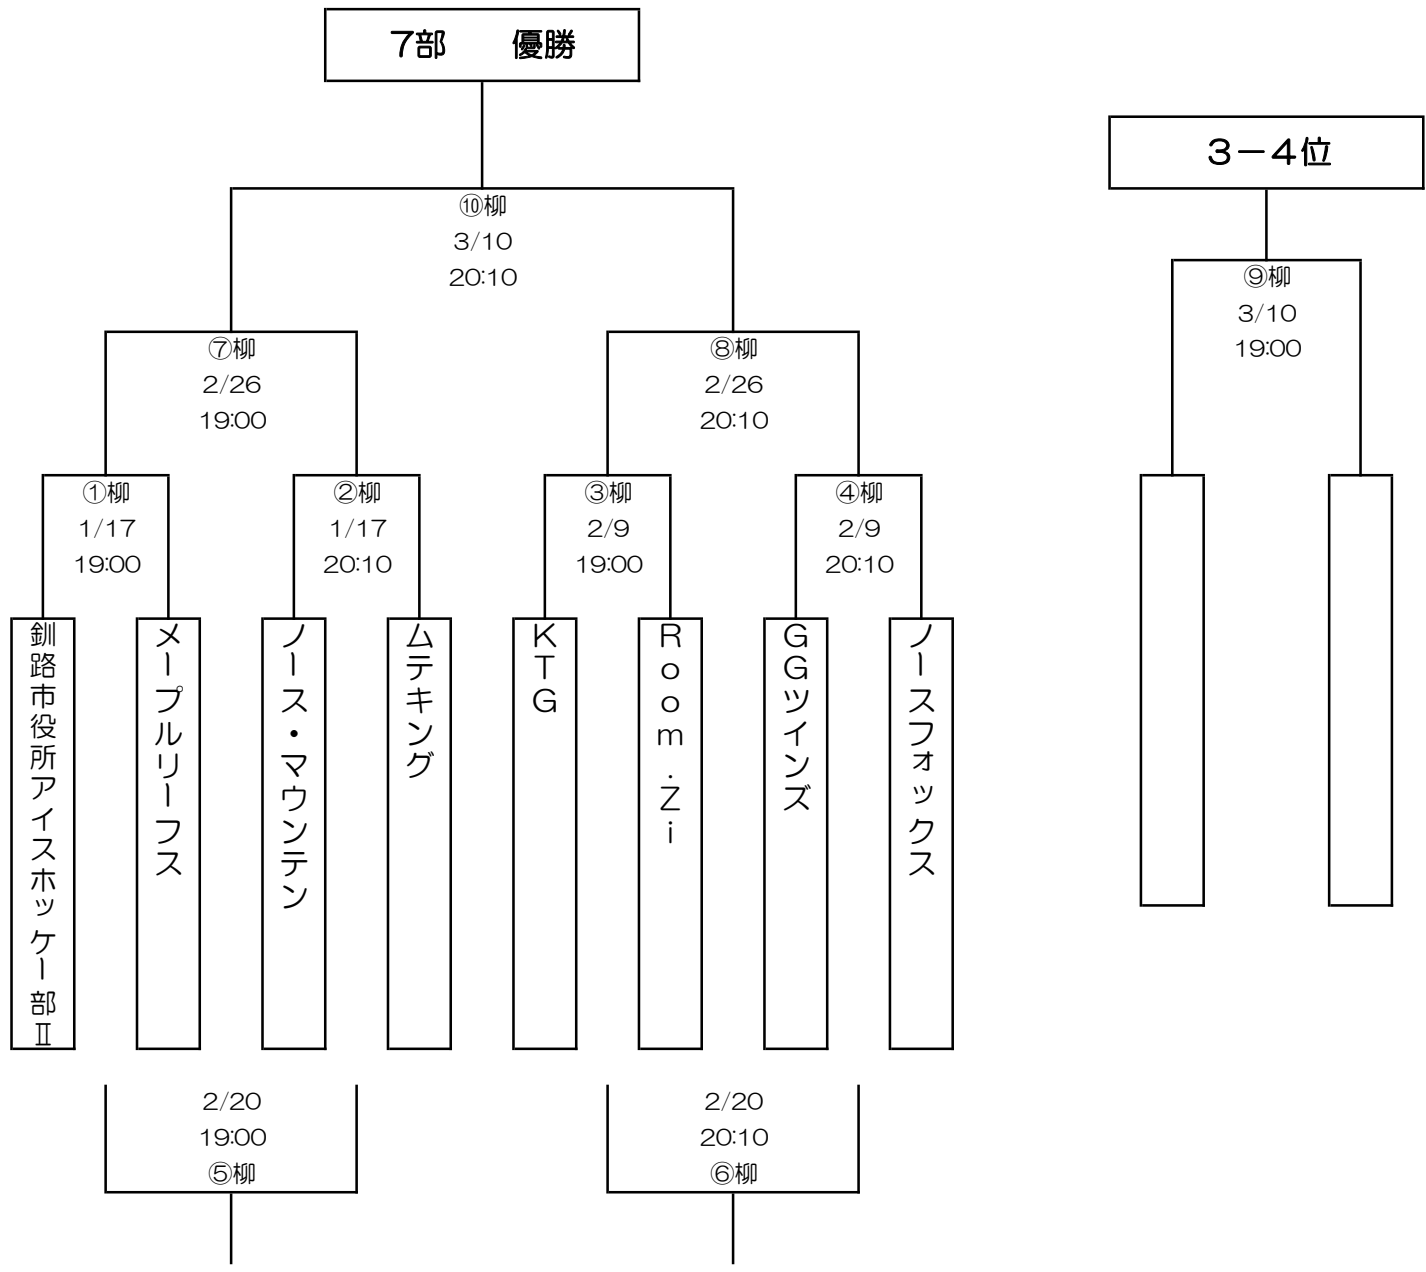 7部 優勝
3－4位
⑩柳
3/10
20:10
⑨柳
3/10
19:00
⑦柳
2/26
19:00
⑧柳
2/26
20:10
①柳
1/17
19:00
②柳
1/17
20:10
③柳
2/9
19:00
④柳
2/9
20:10
釧路市役所アイスホッケー部Ⅱ
メープルリーフス
ノース・マウンテン
ムテキング
KTG
Room.Zi
GGツインズ
ノースフォックス
2/20
19:00
⑤柳
2/20
20:10
⑥柳